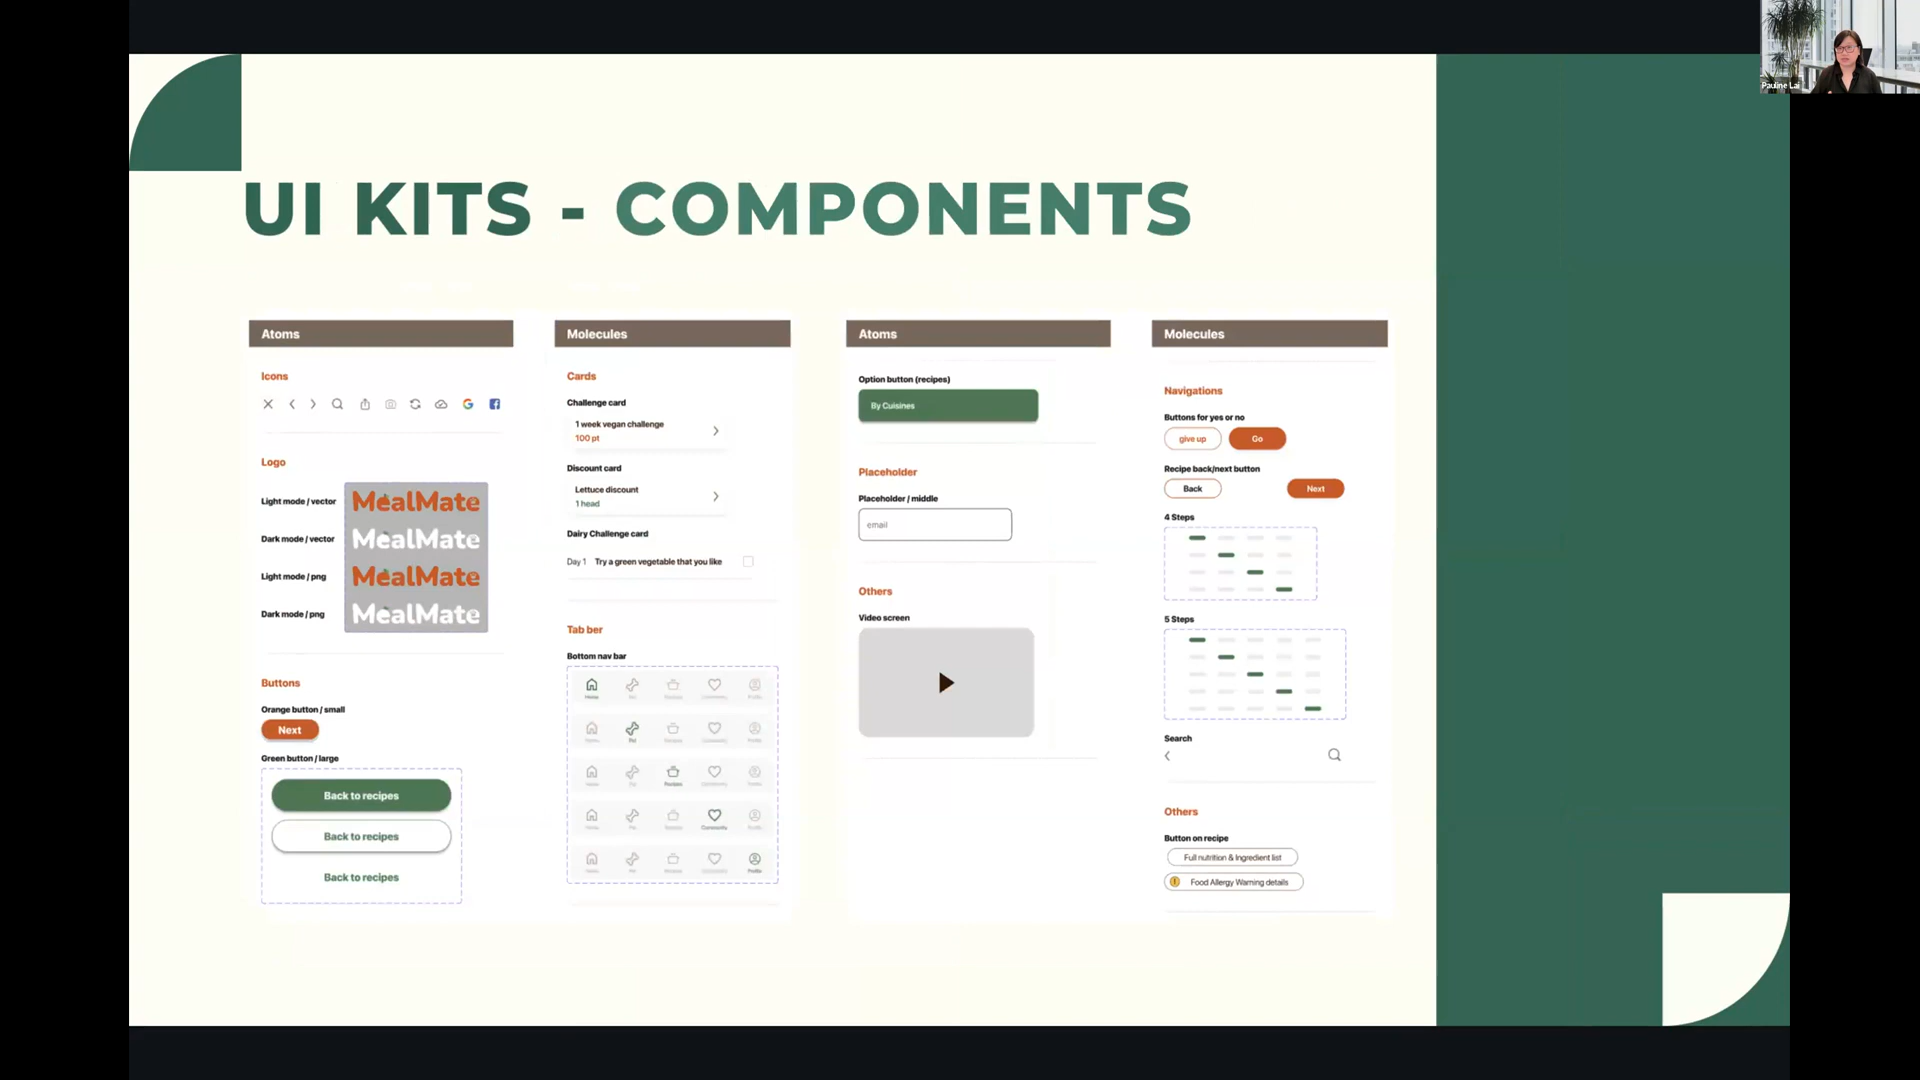 Pauline Lai
UI KITS - COMPONENTS
Atoms
Icons
Logo
Light mode / vector
MealMate
Dark mode / vector
MealMate
Light mode / png
MealMate
Dark mode / png
MealMate
Buttons
Orange button / small
Next
Green button / large
Back to recipes
Back to recipes
Back to recipes
Molecules
Cards
Challenge card
1 week vegan challenge
100 pt
Discount card
Lettuce discount
1 head
Dairy Challenge card
Day 1 Try a green vegetable that you like
Tab ber
Bottom nav bar
Home
Recipes
Community
Profile
Atoms
Option button (recipes)
By Cuisines
Placeholder
Placeholder / middle
email
Others
Video screen
Molecules
Navigations
Buttons for yes or no
give up Go
Recipe back/next button
Back Next
4 Steps
5 Steps
Search
Others
Button on recipe
Full nutrition & Ingredient list
Food Allergy Warning details